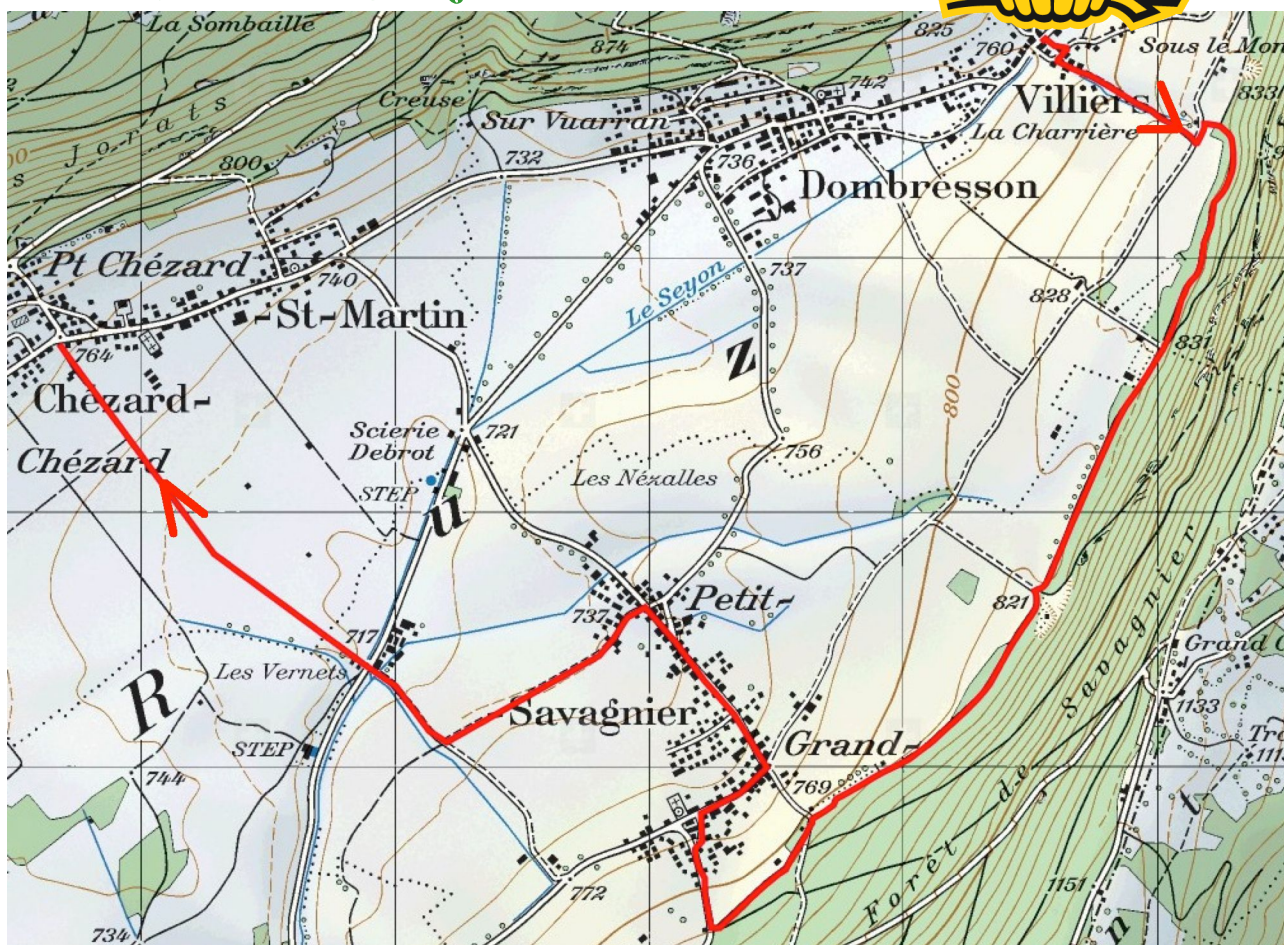 La Sombaille
874
825
760
Sous le Mon
Creuse
742
Villiers
833
Jorats
Sur Vuarran
La Charrière
800
732
736
Dombresson
Pt Chézard
740
737
828
-St-Martin
Le Seyon
831
764
z
Chézard-
800
Chézard
Scierie
Debrot
721
756
STEP
Les Nézalles
u
Petit-
821
737
717
Les Vernets
Grand
R
-Savagnier
Forêt de Savagnier
1133
STEP
Grand-
744
769
t
772
1151
n
734